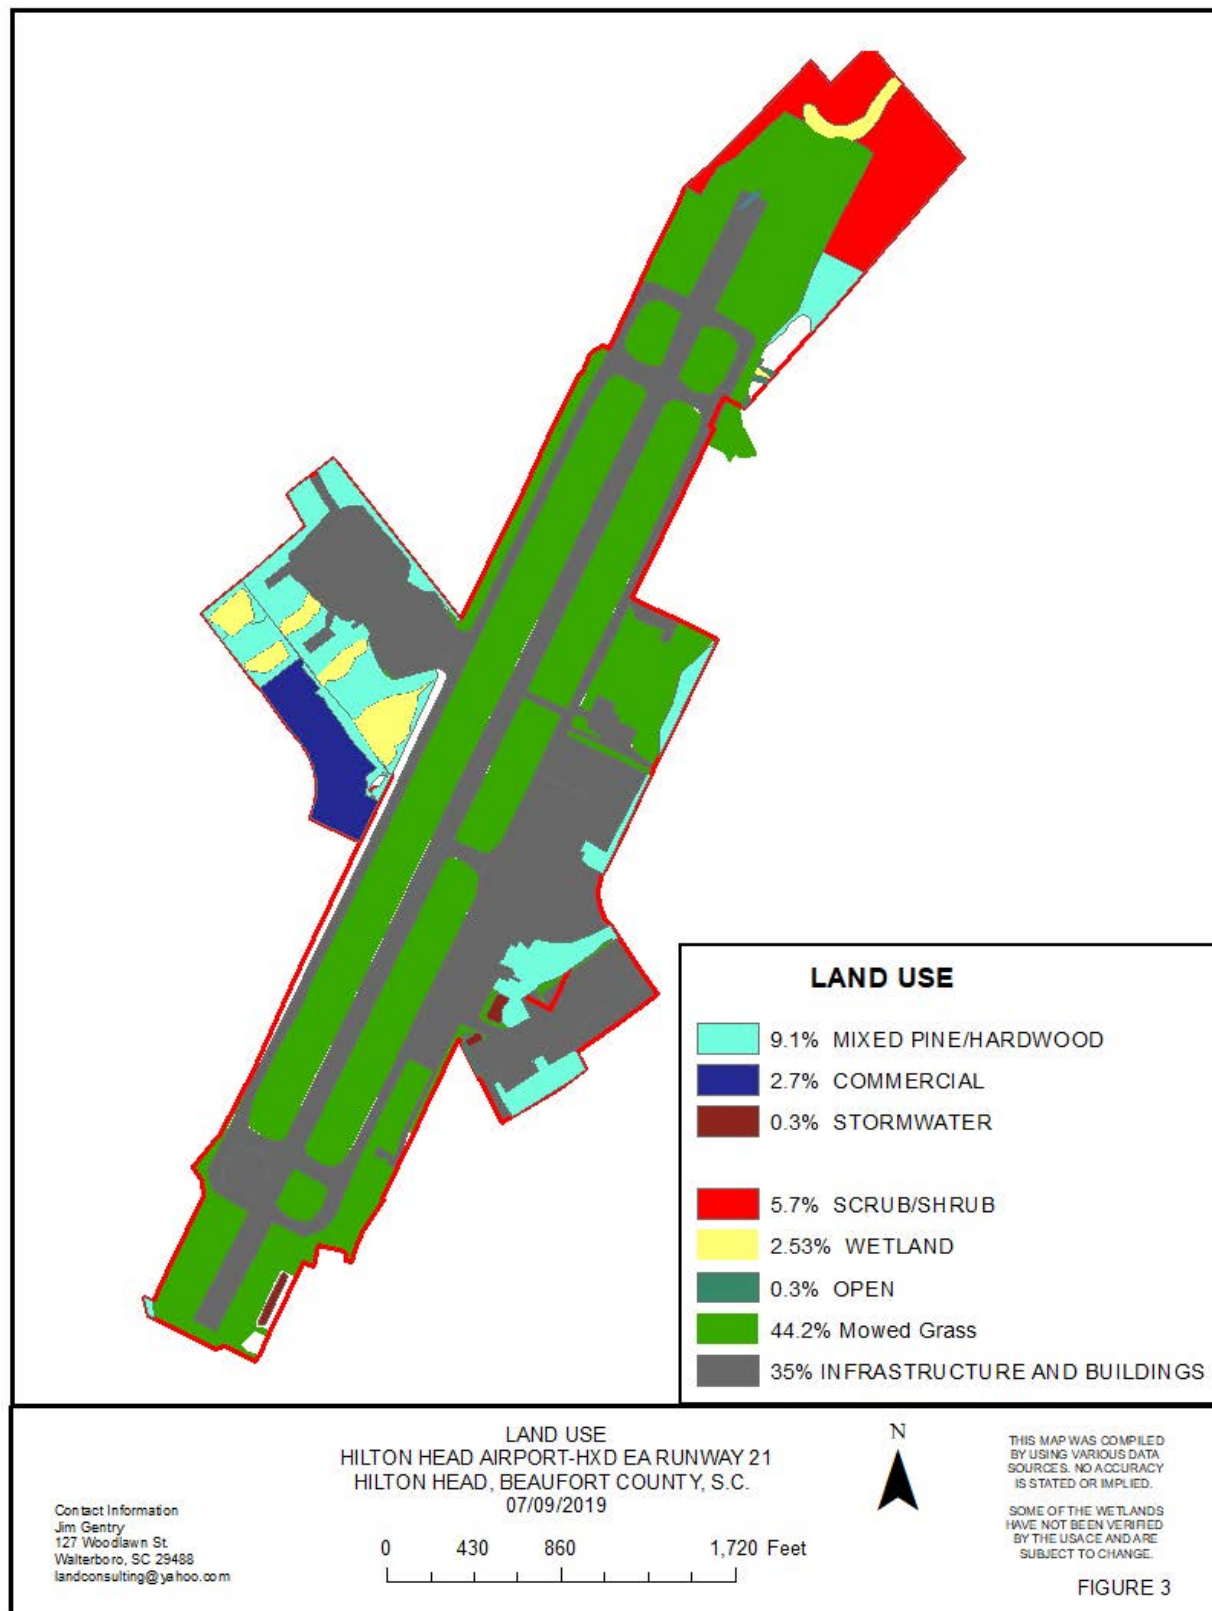 LAND USE
9.1% MIXED PINE/HARDWOOD
2.7% COMMERCIAL
0.3% STORMWATER
5.7% SCRUB/SHRUB
2.53% WETLAND
0.3% OPEN
44.2% Mowed Grass
35% INFRASTRUCTURE AND BUILDINGS
LAND USE
HILTON HEAD AIRPORT-HXD EA RUNWAY 21
HILTON HEAD, BEAUFORT COUNTY, S.C.
07/09/2019
Contact Information
Jim Gentry
127 Woodlawn St.
Walterboro, SC 29488
landconsulting@yahoo.com
0 430 860 1,720 Feet
N
THIS MAP WAS COMPILED
BY USING VARIOUS DATA
SOURCES. NO ACCURACY
IS STATED OR IMPLIED.
SOME OF THE WETLANDS
HAVE NOT BEEN VERIFIED
BY THE USACE AND ARE
SUBJECT TO CHANGE.
FIGURE 3